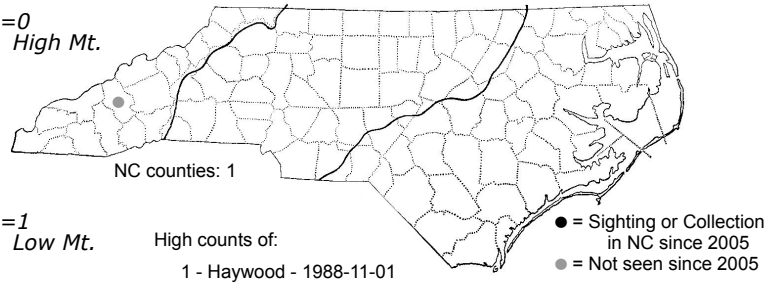 =0
High Mt.
NC counties: 1
=1
Low Mt.
High counts of:
1 - Haywood - 1988-11-01
● = Sighting or Collection
in NC since 2005
● = Not seen since 2005